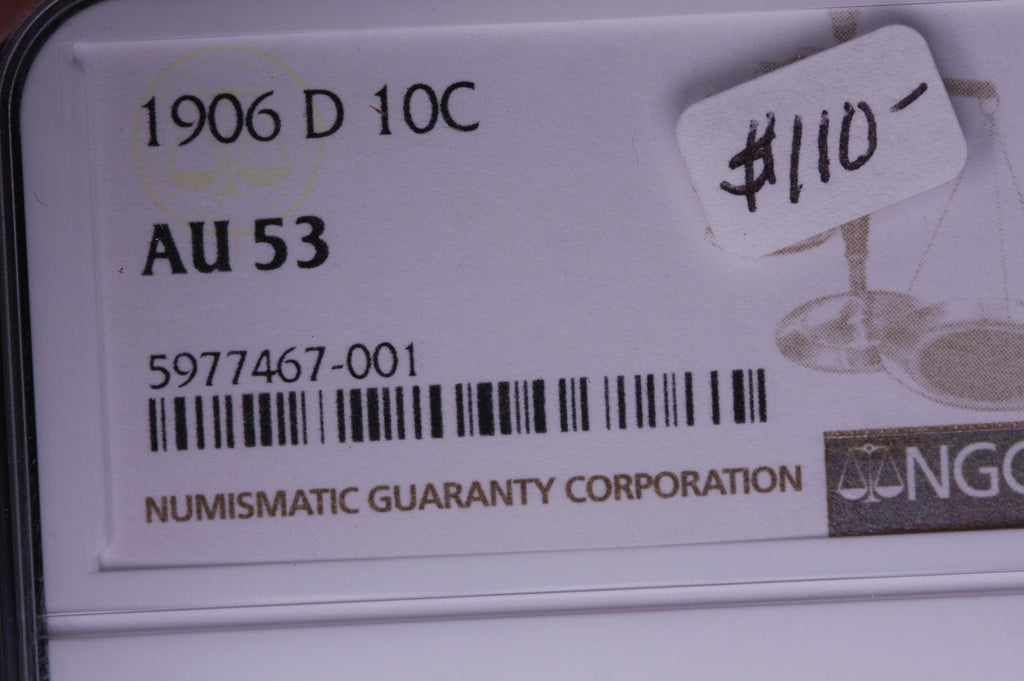 1906 D 10C
$110-
AU 53
5977467-001
NUMISMATIC GUARANTY CORPORATION
NGC